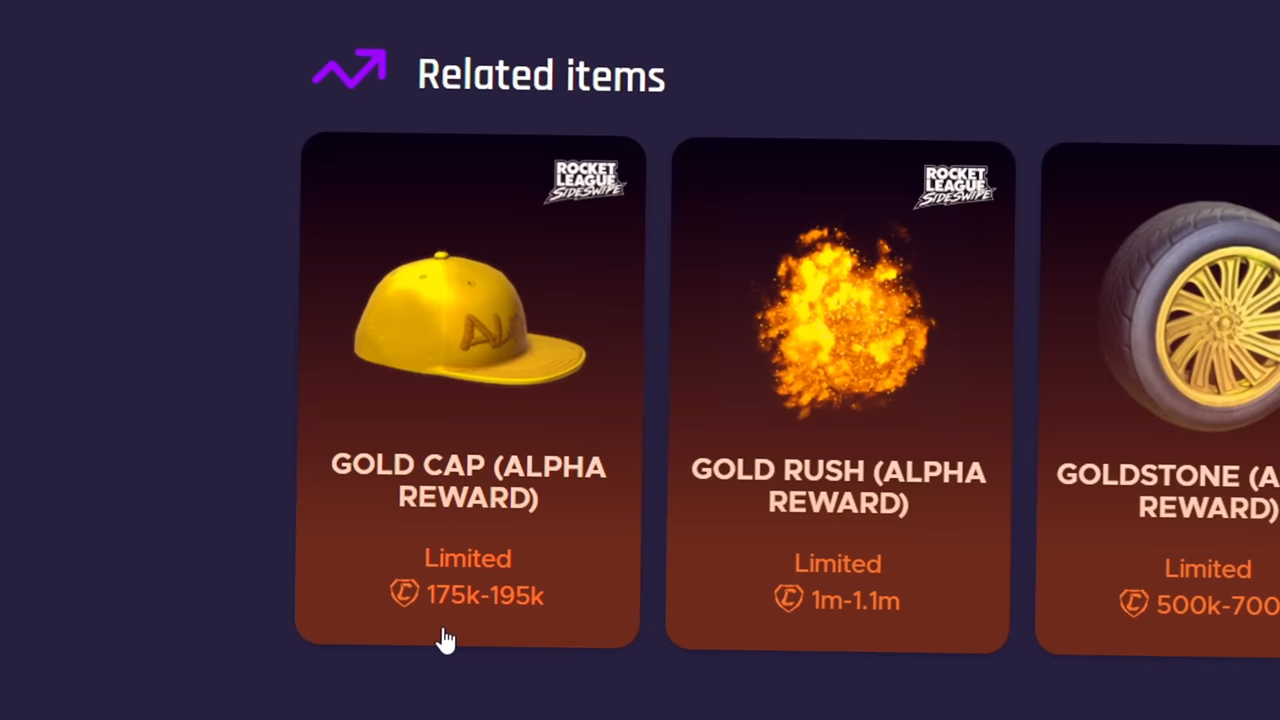 Related items
ROCKET
LEAGUE
SIDESWIPE
GOLD CAP (ALPHA
REWARD)
Limited
175k-195k
ROCKET
LEAGUE
SIDESWIPE
GOLD RUSH (ALPHA
REWARD)
Limited
1m-1.1m
GOLDSTONE (A
REWARD)
Limited
500k-700